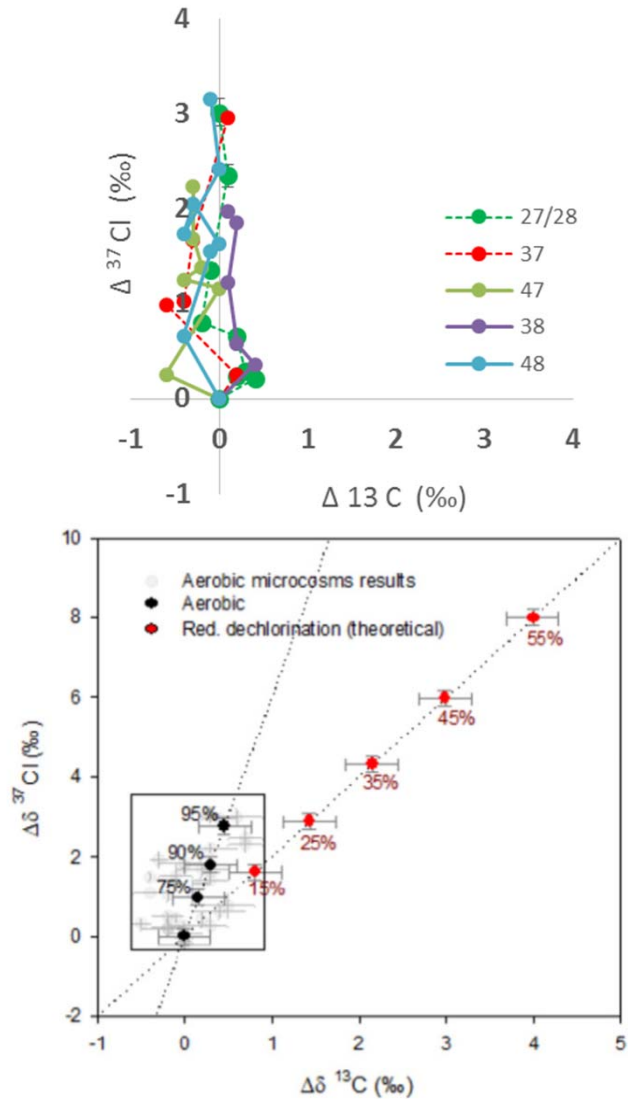 4
3
2
1
0
-1
Δ ³⁷Cl (‰)
-1 0 1 2 3 4
Δ 13 C (‰)
27/28
37
47
38
48
10
8
6
4
2
0
-2
Δδ ³⁷Cl (‰)
Aerobic microcosms results
Aerobic
Red. dechlorination (theoretical)
55%
45%
35%
25%
15%
95%
90%
75%
-1 0 1 2 3 4 5
Δδ ¹³C (‰)